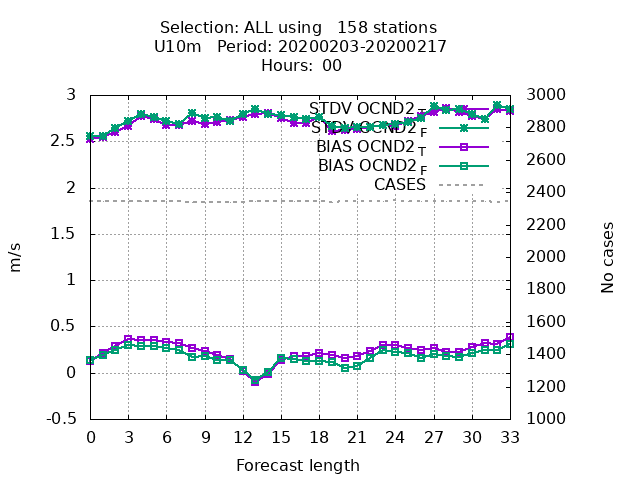 Selection: ALL using   158 stations
U10m   Period: 20200203-20200217
Hours:  00
STDV OCND2_T
STDV OCND2_F
BIAS OCND2_T
BIAS OCND2_F
CASES
3
2.5
2
1.5
1
0.5
0
-0.5
3000
2800
2600
2400
2200
2000
1800
1600
1400
1200
1000
m/s
No cases
0 3 6 9 12 15 18 21 24 27 30 33
Forecast length